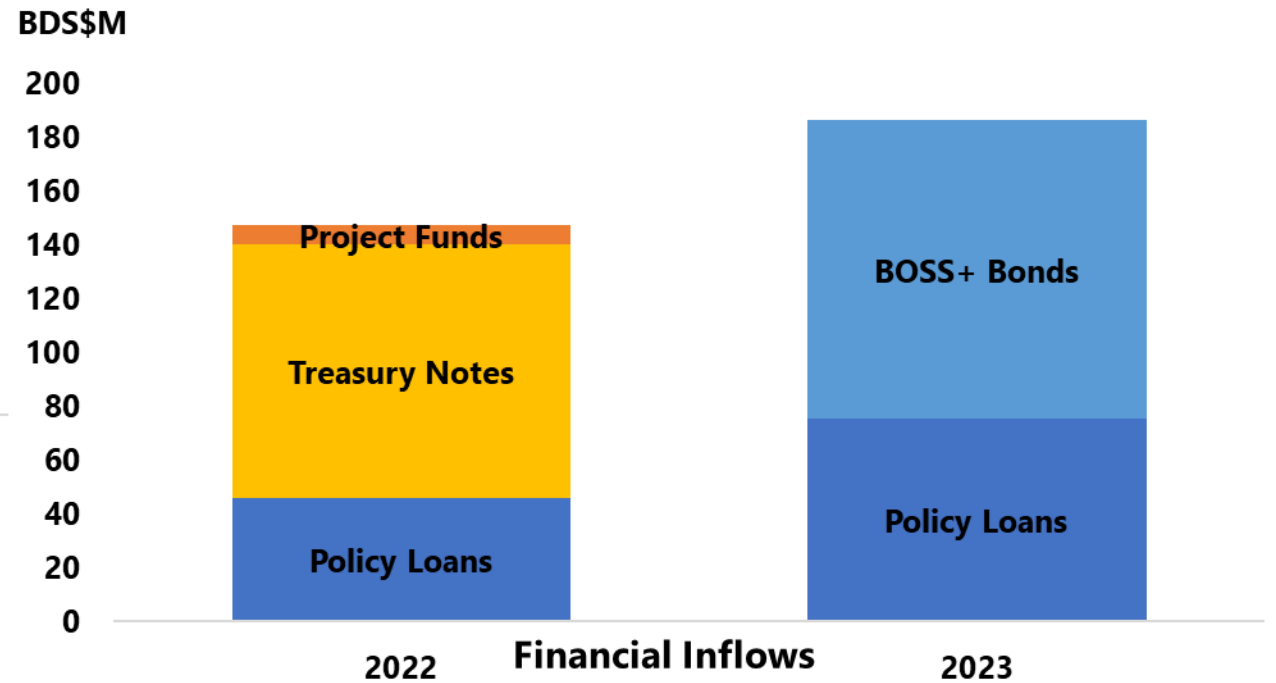 BDS$M
200
180
160
140
120
100
80
60
40
20
0
Project Funds
Treasury Notes
Policy Loans
BOSS+ Bonds
Policy Loans
2022
Financial Inflows
2023